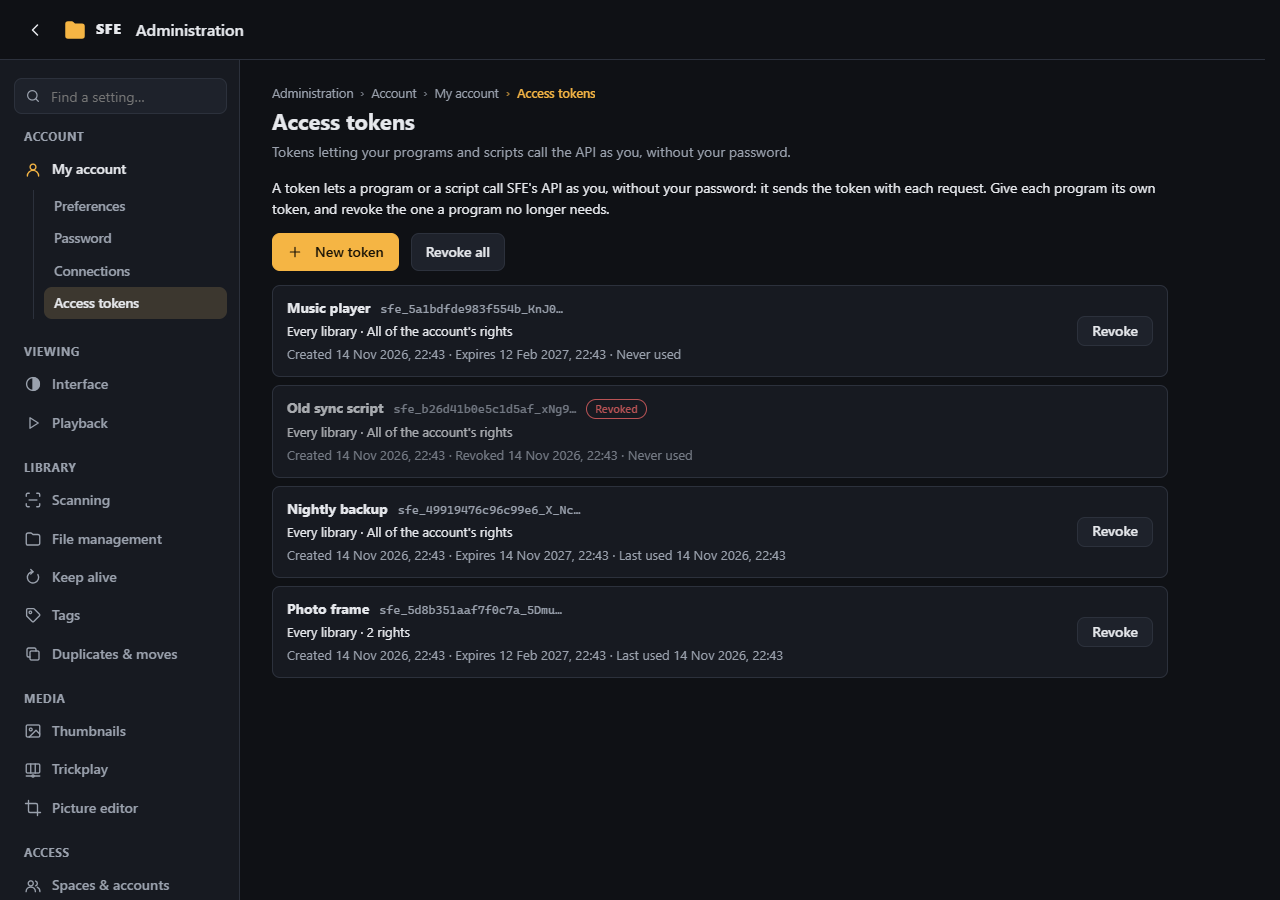 SFE Administration
Find a setting...
ACCOUNT
My account
Preferences
Password
Connections
Access tokens
VIEWING
Interface
Playback
LIBRARY
Scanning
File management
Keep alive
Tags
Duplicates & moves
MEDIA
Thumbnails
Trickplay
Picture editor
ACCESS
Spaces & accounts
Administration › Account › My account › Access tokens
Access tokens
Tokens letting your programs and scripts call the API as you, without your password.
A token lets a program or a script call SFE's API as you, without your password: it sends the token with each request. Give each program its own
token, and revoke the one a program no longer needs.
+ New token Revoke all
Music player sfe_5a1bdfde983f554b_KnJ0…
Every library · All of the account's rights
Created 14 Nov 2026, 22:43 · Expires 12 Feb 2027, 22:43 · Never used
Revoke
Old sync script sfe_b26d41b0e5c1d5af_xNg9… Revoked
Every library · All of the account's rights
Created 14 Nov 2026, 22:43 · Revoked 14 Nov 2026, 22:43 · Never used
Nightly backup sfe_49919476c96c99e6_X_Nc…
Every library · All of the account's rights
Created 14 Nov 2026, 22:43 · Expires 14 Nov 2027, 22:43 · Last used 14 Nov 2026, 22:43
Revoke
Photo frame sfe_5d8b351aaf7f0c7a_5Dmu…
Every library · 2 rights
Created 14 Nov 2026, 22:43 · Expires 12 Feb 2027, 22:43 · Last used 14 Nov 2026, 22:43
Revoke